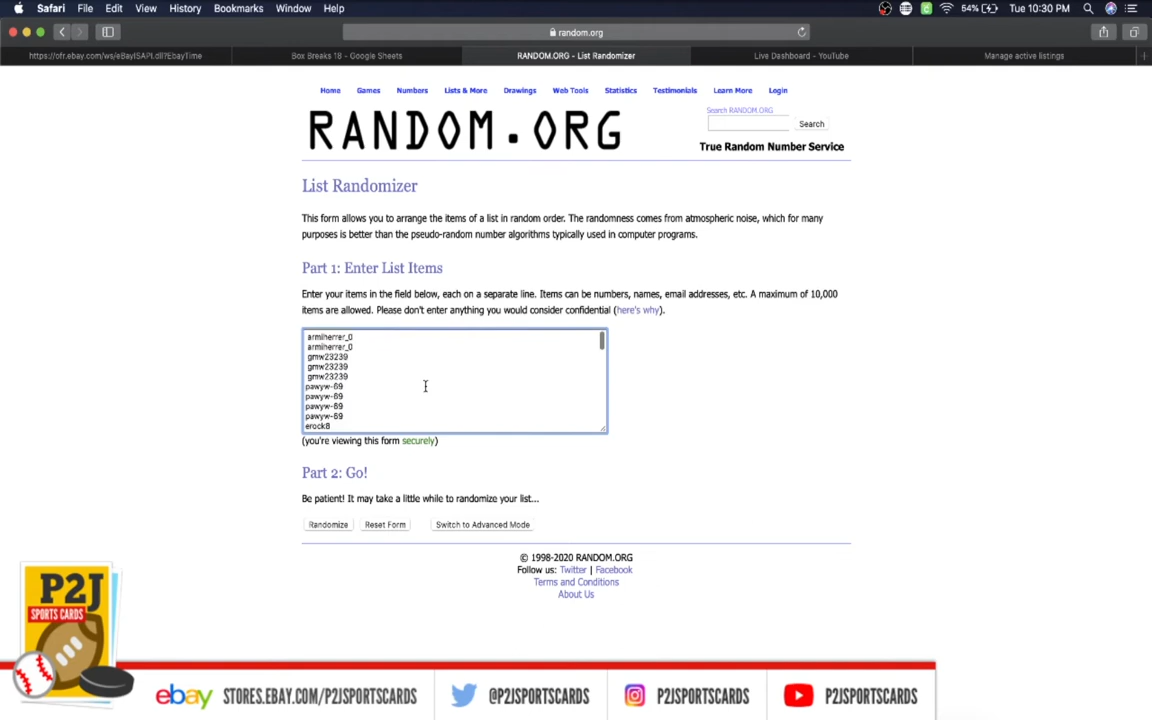 Safari File Edit View History Bookmarks Window Help 64% Tue 10:30 PM
random.org
https://ofr.ebay.com/ws/eBayISAPI.dll?EbayTime Box Breaks 18 - Google Sheets RANDOM.ORG - List Randomizer Live Dashboard - YouTube Manage active listings
Home Games Numbers Lists & More Drawings Web Tools Statistics Testimonials Learn More Login
Search RANDOM.ORG
RANDOM.ORG
Search
True Random Number Service
List Randomizer
This form allows you to arrange the items of a list in random order. The randomness comes from atmospheric noise, which for many
purposes is better than the pseudo-random number algorithms typically used in computer programs.
Part 1: Enter List Items
Enter your items in the field below, each on a separate line. Items can be numbers, names, email addresses, etc. A maximum of 10,000
items are allowed. Please don't enter anything you would consider confidential (here's why).
armiherrer_0
armiherrer_0
gmw23239
gmw23239
gmw23239
pawyw-69
pawyw-69
pawyw-69
pawyw-69
erock8
(you're viewing this form securely)
Part 2: Go!
Be patient! It may take a little while to randomize your list...
Randomize Reset Form Switch to Advanced Mode
© 1998-2020 RANDOM.ORG
Follow us: Twitter | Facebook
Terms and Conditions
About Us
P2J
SPORTS CARDS
ebay STORES.EBAY.COM/P2JSPORTSCARDS @P2JSPORTSCARDS P2JSPORTSCARDS P2JSPORTSCARDS